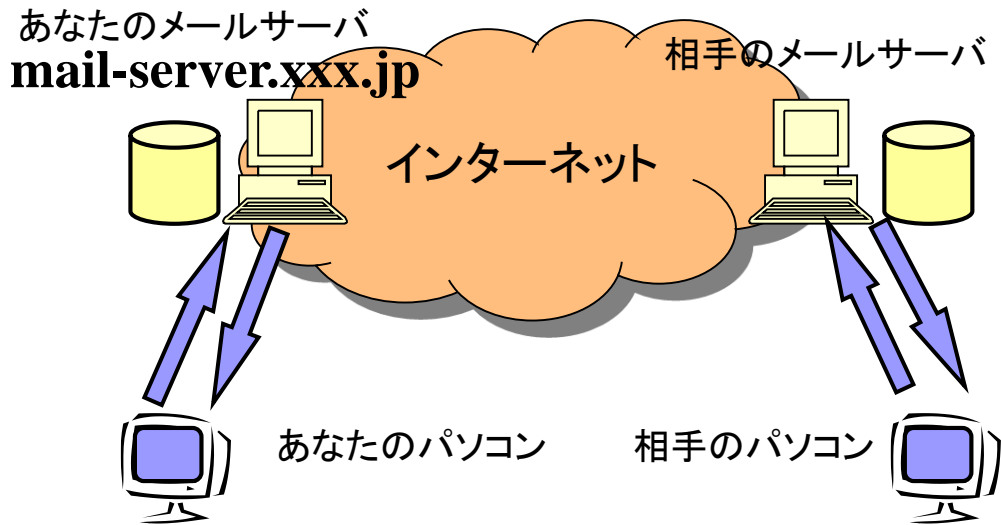 あなたのメールサーバ
mail-server.xxx.jp
相手のメールサーバ
インターネット
あなたのパソコン
相手のパソコン